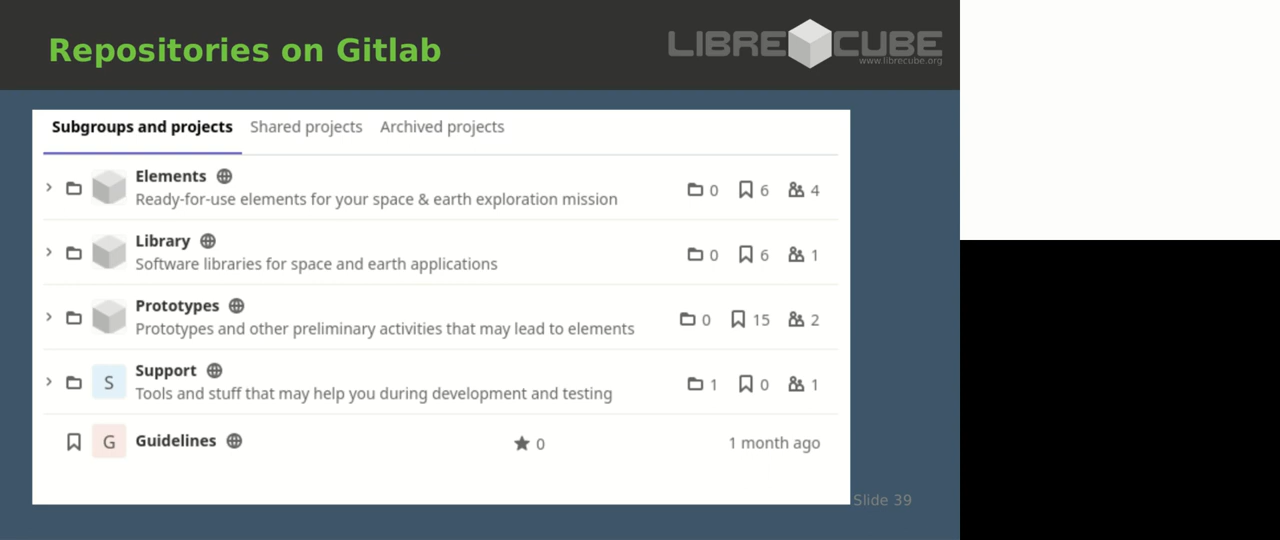 Repositories on Gitlab
LIBRE CUBE
www.librecube.org
Subgroups and projects Shared projects Archived projects
Elements
Ready-for-use elements for your space & earth exploration mission
0 6 4
Library
Software libraries for space and earth applications
0 6 1
Prototypes
Prototypes and other preliminary activities that may lead to elements
0 15 2
S
Support
Tools and stuff that may help you during development and testing
1 0 1
G
Guidelines
0
1 month ago
Slide 39